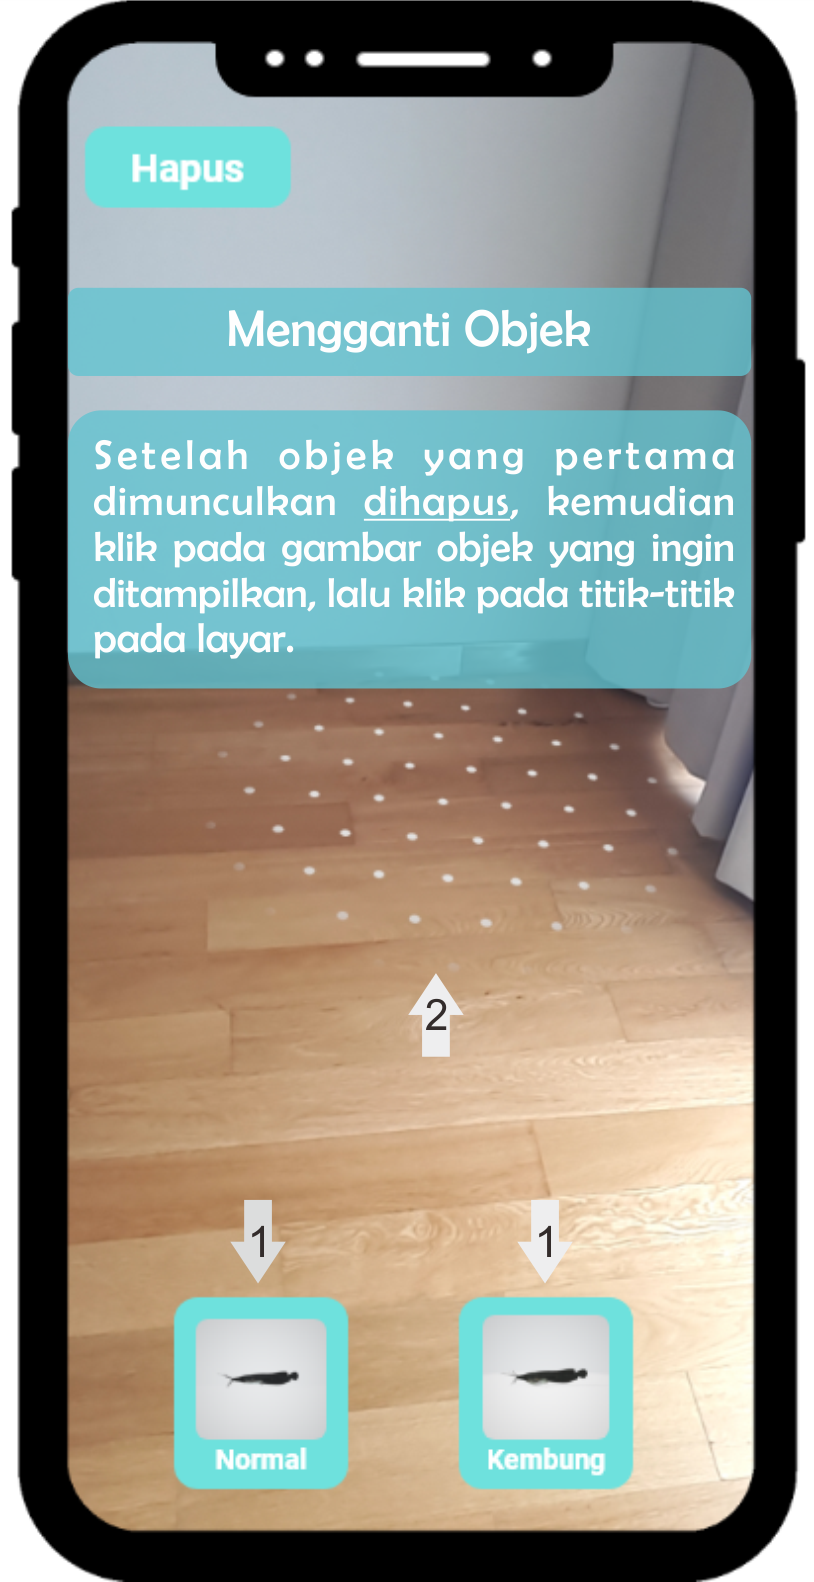 Hapus
Mengganti Objek
Setelah objek yang pertama
dimunculkan dihapus, kemudian
klik pada gambar objek yang ingin
ditampilkan, lalu klik pada titik-titik
pada layar.
2
1
1
Normal
Kembung